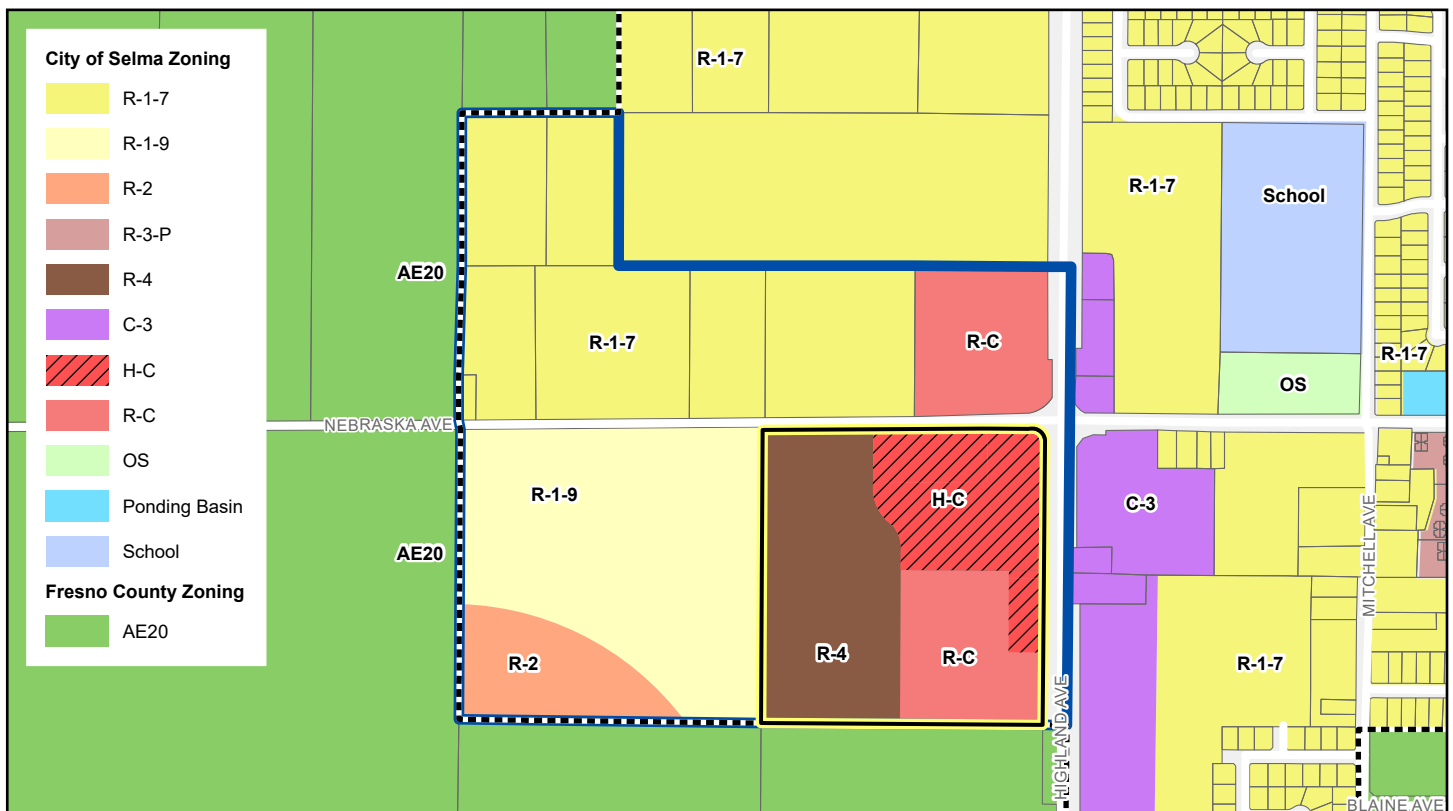 City of Selma Zoning
R-1-7
R-1-9
R-2
R-3-P
R-4
C-3
H-C
R-C
OS
Ponding Basin
School
Fresno County Zoning
AE20
R-1-7
R-1-7
School
AE20
R-1-7
R-C
R-1-7
OS
NEBRASKA AVE
R-1-9
H-C
C-3
AE20
MITCHELL AVE
R-2
R-4
R-C
R-1-7
HIGHLAND AVE
BLAINE AVE